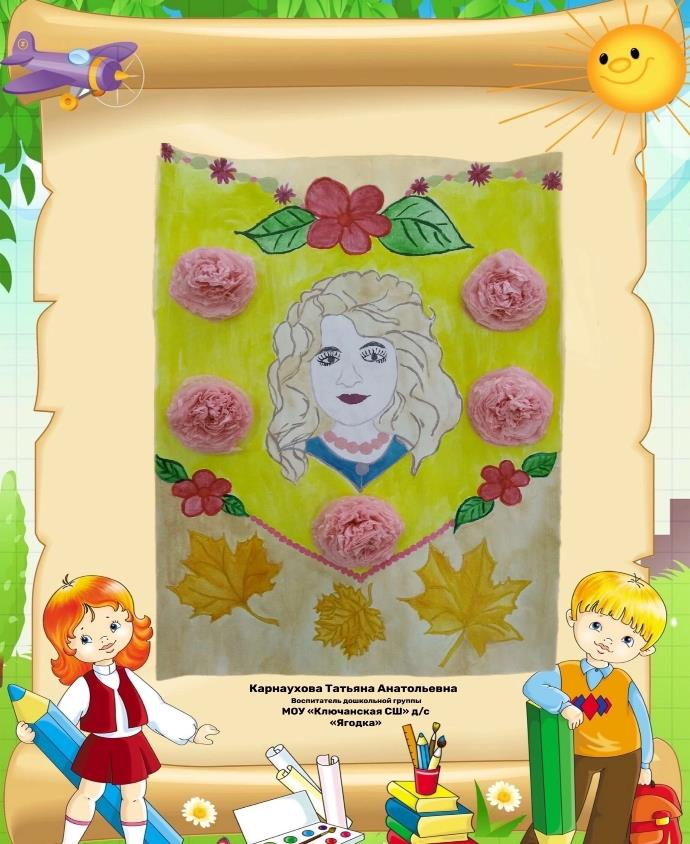 Карнаухова Татьяна Анатольевна
Воспитатель дошкольной группы
МОУ «Ключанская СШ» д/с
«Ягодка»